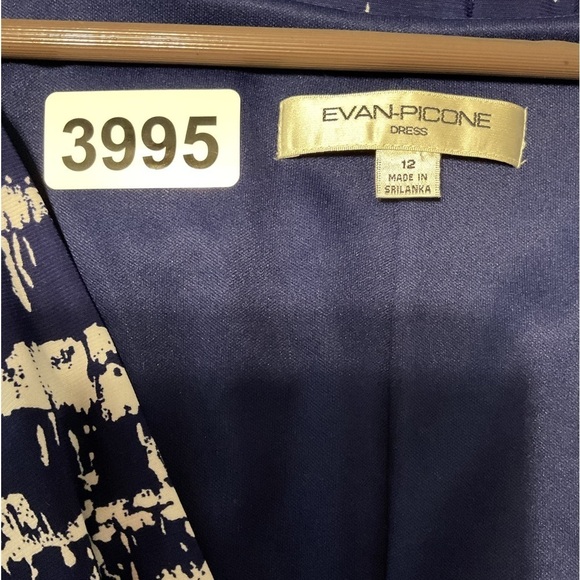 3995
EVAN-PICONE
DRESS
12
MADE IN
SRILANKA